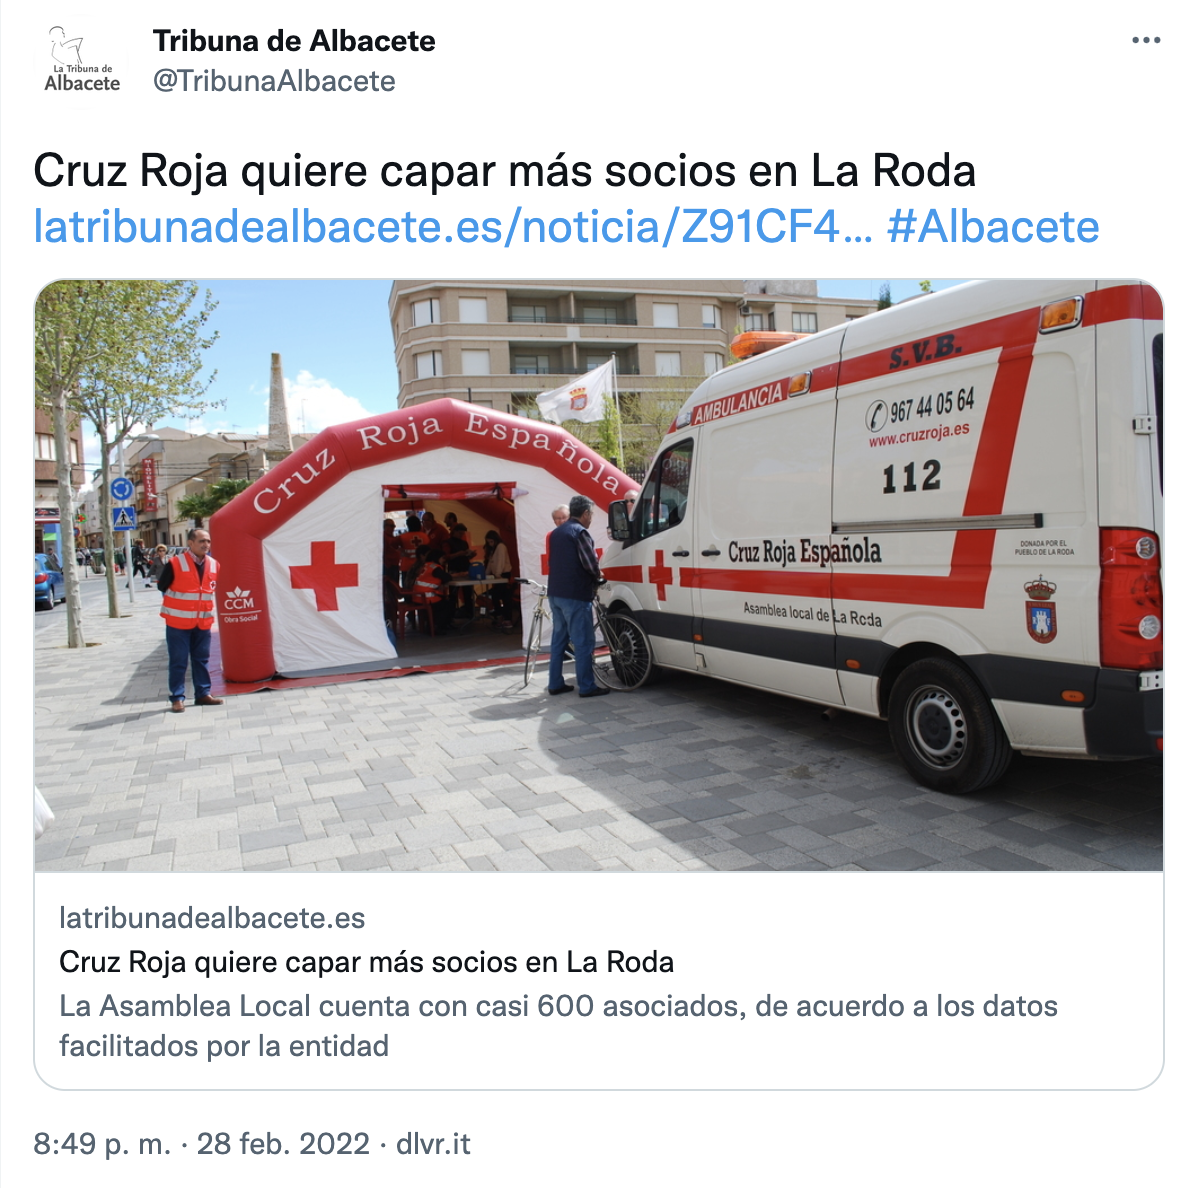 La Tribuna de
Albacete
Tribuna de Albacete
@TribunaAlbacete
Cruz Roja quiere capar más socios en La Roda
latribunadealbacete.es/noticia/Z91CF4... #Albacete
Cruz Roja Española
CCM
Obra Social
AMBULANCIA
S.V.B.
967 44 05 64
www.cruzroja.es
112
Cruz Roja Española
Asamblea local de La Roda
DONADA POR EL
PUEBLO DE LA RODA
latribunadealbacete.es
Cruz Roja quiere capar más socios en La Roda
La Asamblea Local cuenta con casi 600 asociados, de acuerdo a los datos
facilitados por la entidad
8:49 p. m. · 28 feb. 2022 · dlvr.it